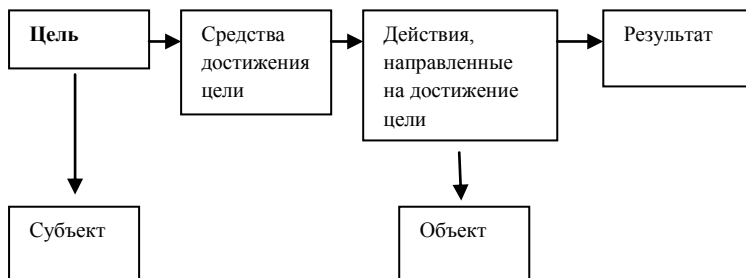 Цель
Средства
достижения
цели
Действия,
направленные
на достижение
цели
Результат
Субъект
Объект